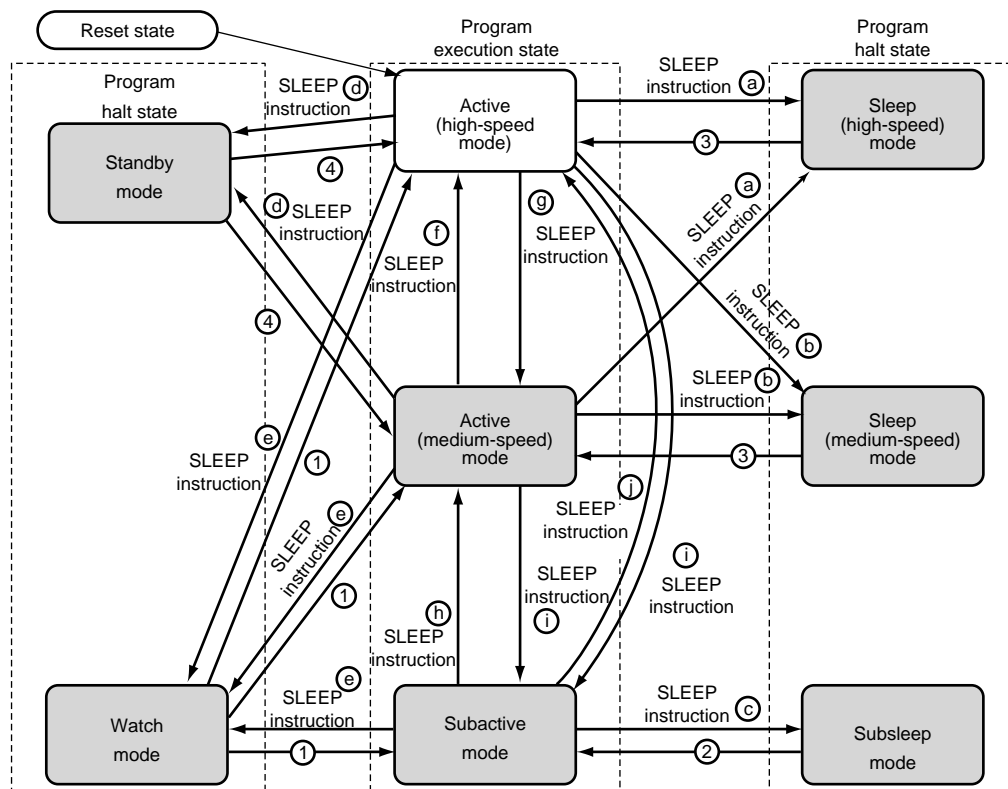 Reset state
Program
execution state
Program
halt state
Program
halt state
SLEEP
instruction
d
Active
(high-speed
mode)
SLEEP
instruction
a
Sleep
(high-speed)
mode
3
Standby
mode
4
d
SLEEP
instruction
f
SLEEP
instruction
g
SLEEP
instruction
SLEEP
instruction
a
4
SLEEP
instruction
b
Active
(medium-speed)
mode
SLEEP
instruction
b
Sleep
(medium-speed)
mode
3
e
SLEEP
instruction
1
SLEEP
instruction
e
1
j
SLEEP
instruction
i
SLEEP
instruction
SLEEP
instruction
i
h
SLEEP
instruction
Watch
mode
SLEEP
instruction
e
1
Subactive
mode
SLEEP
instruction
c
2
Subsleep
mode